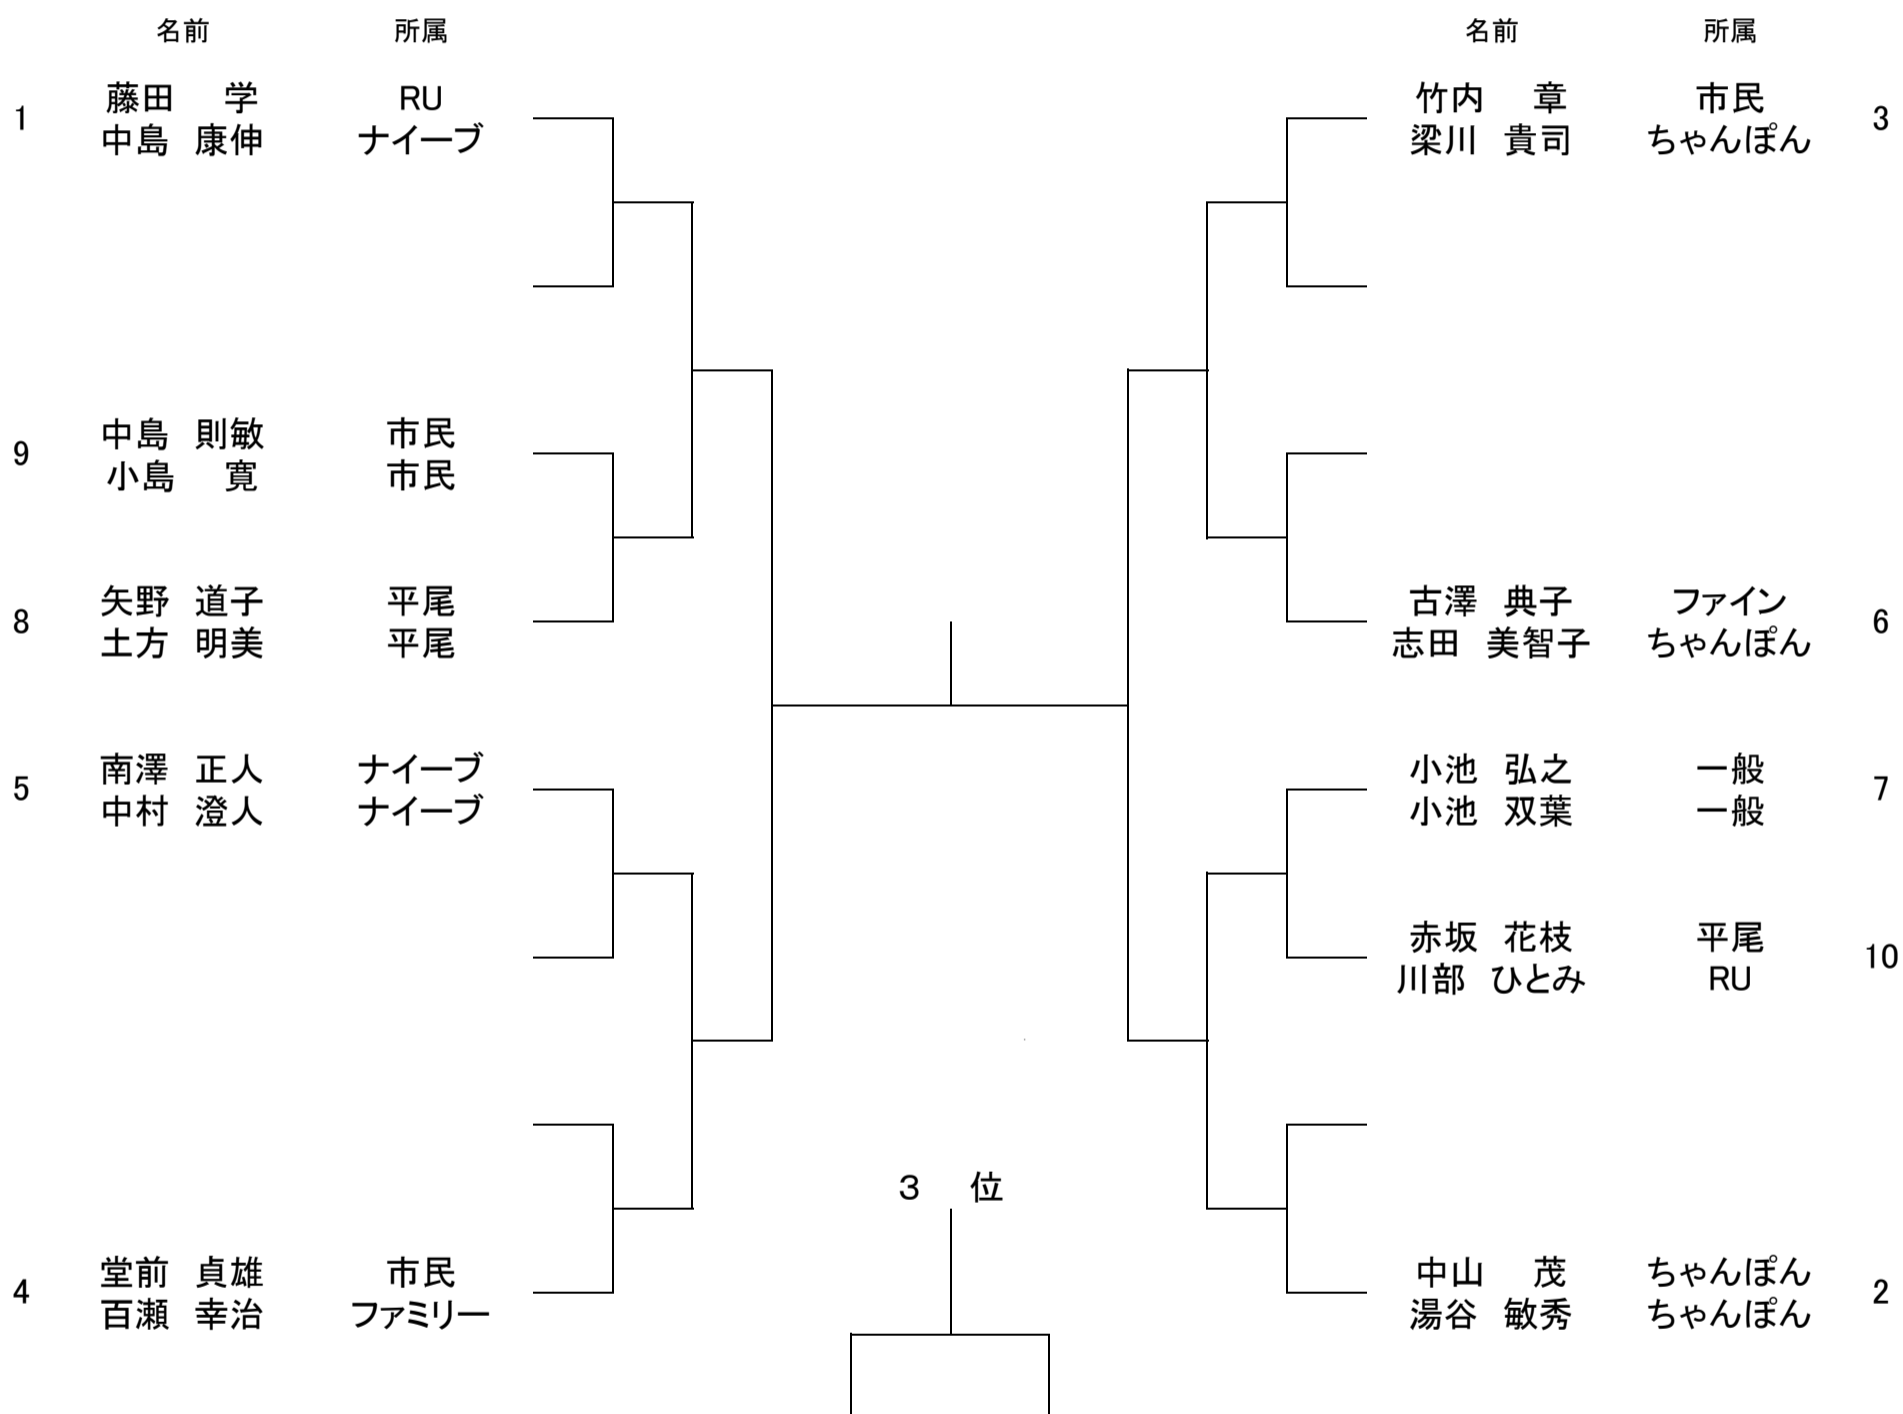 名前 所属 名前 所属
1 藤田 学 RU 竹内 章 市民 3
中島 康伸 ナイーブ 梁川 貴司 ちゃんぽん
9 中島 則敏 市民
小島 寛 市民
8 矢野 道子 平尾 古澤 典子 ファイン 6
土方 明美 平尾 志田 美智子 ちゃんぽん
5 南澤 正人 ナイーブ 小池 弘之 一般 7
中村 澄人 ナイーブ 小池 双葉 一般
赤坂 花枝 平尾 10
川部 ひとみ RU
3 位
4 堂前 貞雄 市民 中山 茂 ちゃんぽん 2
百瀬 幸治 ファミリー 湯谷 敏秀 ちゃんぽん